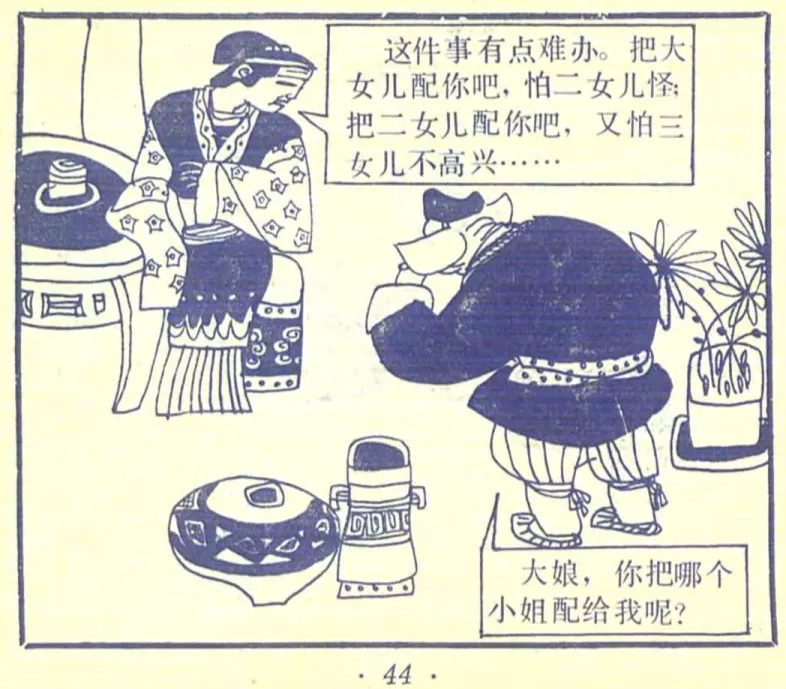 这件事有点难办。把大
女儿配你吧，怕二女儿怪；
把二女儿配你吧，又怕三
女儿不高兴……
大娘，你把哪个
小姐配给我呢？
· 44 ·